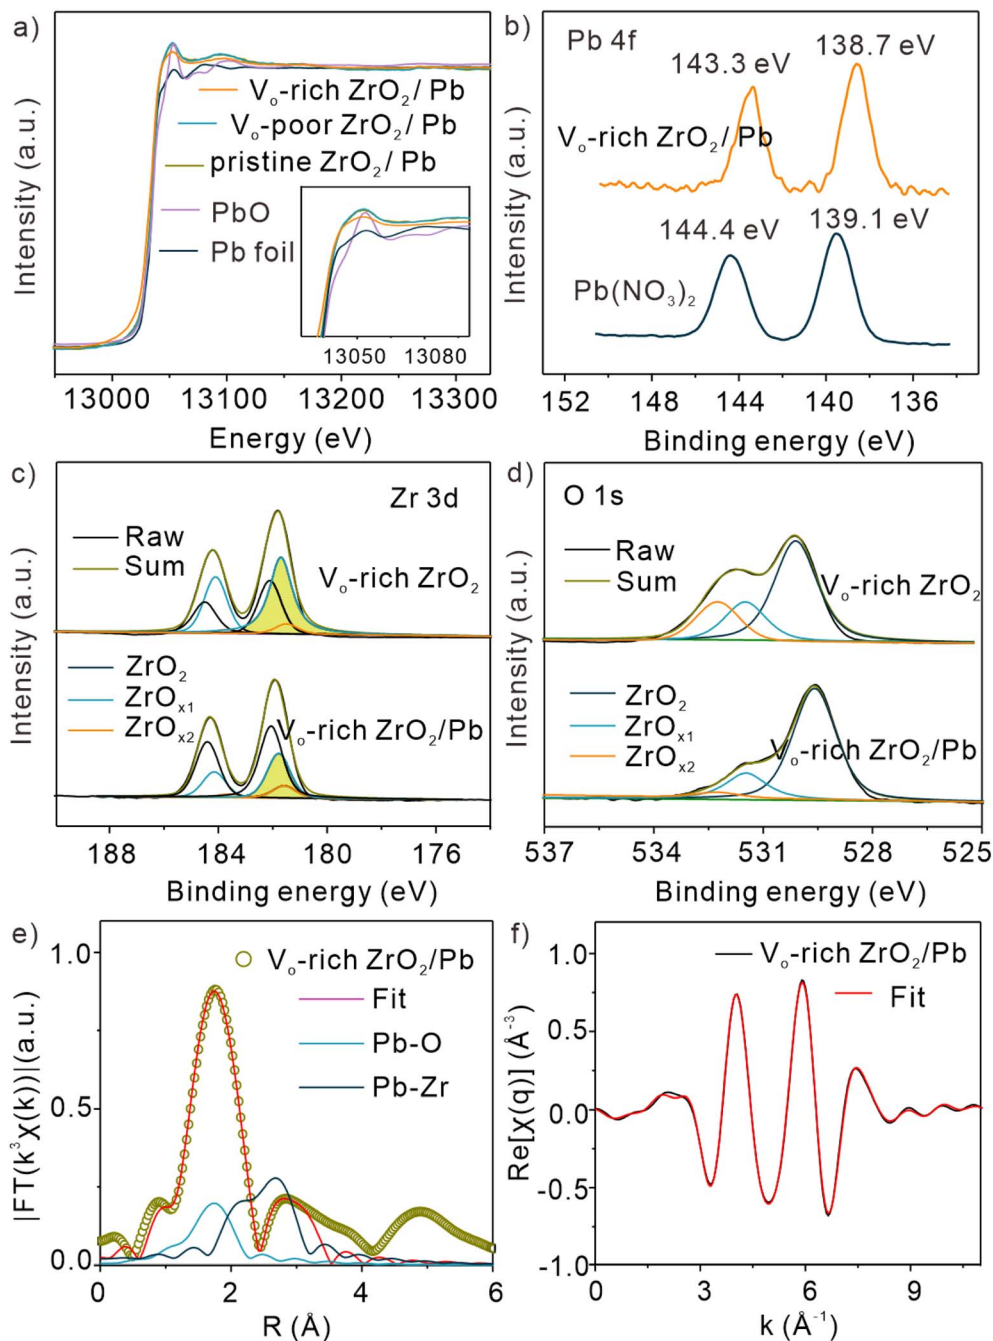 a)
Intensity (a.u.)
Vₒ-rich ZrO₂/ Pb
Vₒ-poor ZrO₂/ Pb
pristine ZrO₂/ Pb
PbO
Pb foil
13050 13080
13000 13100 13200 13300
Energy (eV)
b)
Intensity (a.u.)
Pb 4f
143.3 eV
138.7 eV
Vₒ-rich ZrO₂/ Pb
144.4 eV
139.1 eV
Pb(NO₃)₂
152 148 144 140 136
Binding energy (eV)
c)
Intensity (a.u.)
Zr 3d
Raw
Sum
Vₒ-rich ZrO₂
ZrO₂
ZrOₓ₁
ZrOₓ₂
Vₒ-rich ZrO₂/Pb
188 184 180 176
Binding energy (eV)
d)
Intensity (a.u.)
O 1s
Raw
Sum
Vₒ-rich ZrO₂
ZrO₂
ZrOₓ₁
ZrOₓ₂
Vₒ-rich ZrO₂/Pb
537 534 531 528 525
Binding energy (eV)
e)
|FT(k³χ(k))|(a.u.)
1.0
0.5
0.0
Vₒ-rich ZrO₂/Pb
Fit
Pb-O
Pb-Zr
0 2 4 6
R (Å)
f)
Re[χ(q)] (Å⁻³)
1.0
0.5
0.0
-0.5
-1.0
Vₒ-rich ZrO₂/Pb
Fit
0 3 6 9
k (Å⁻¹)